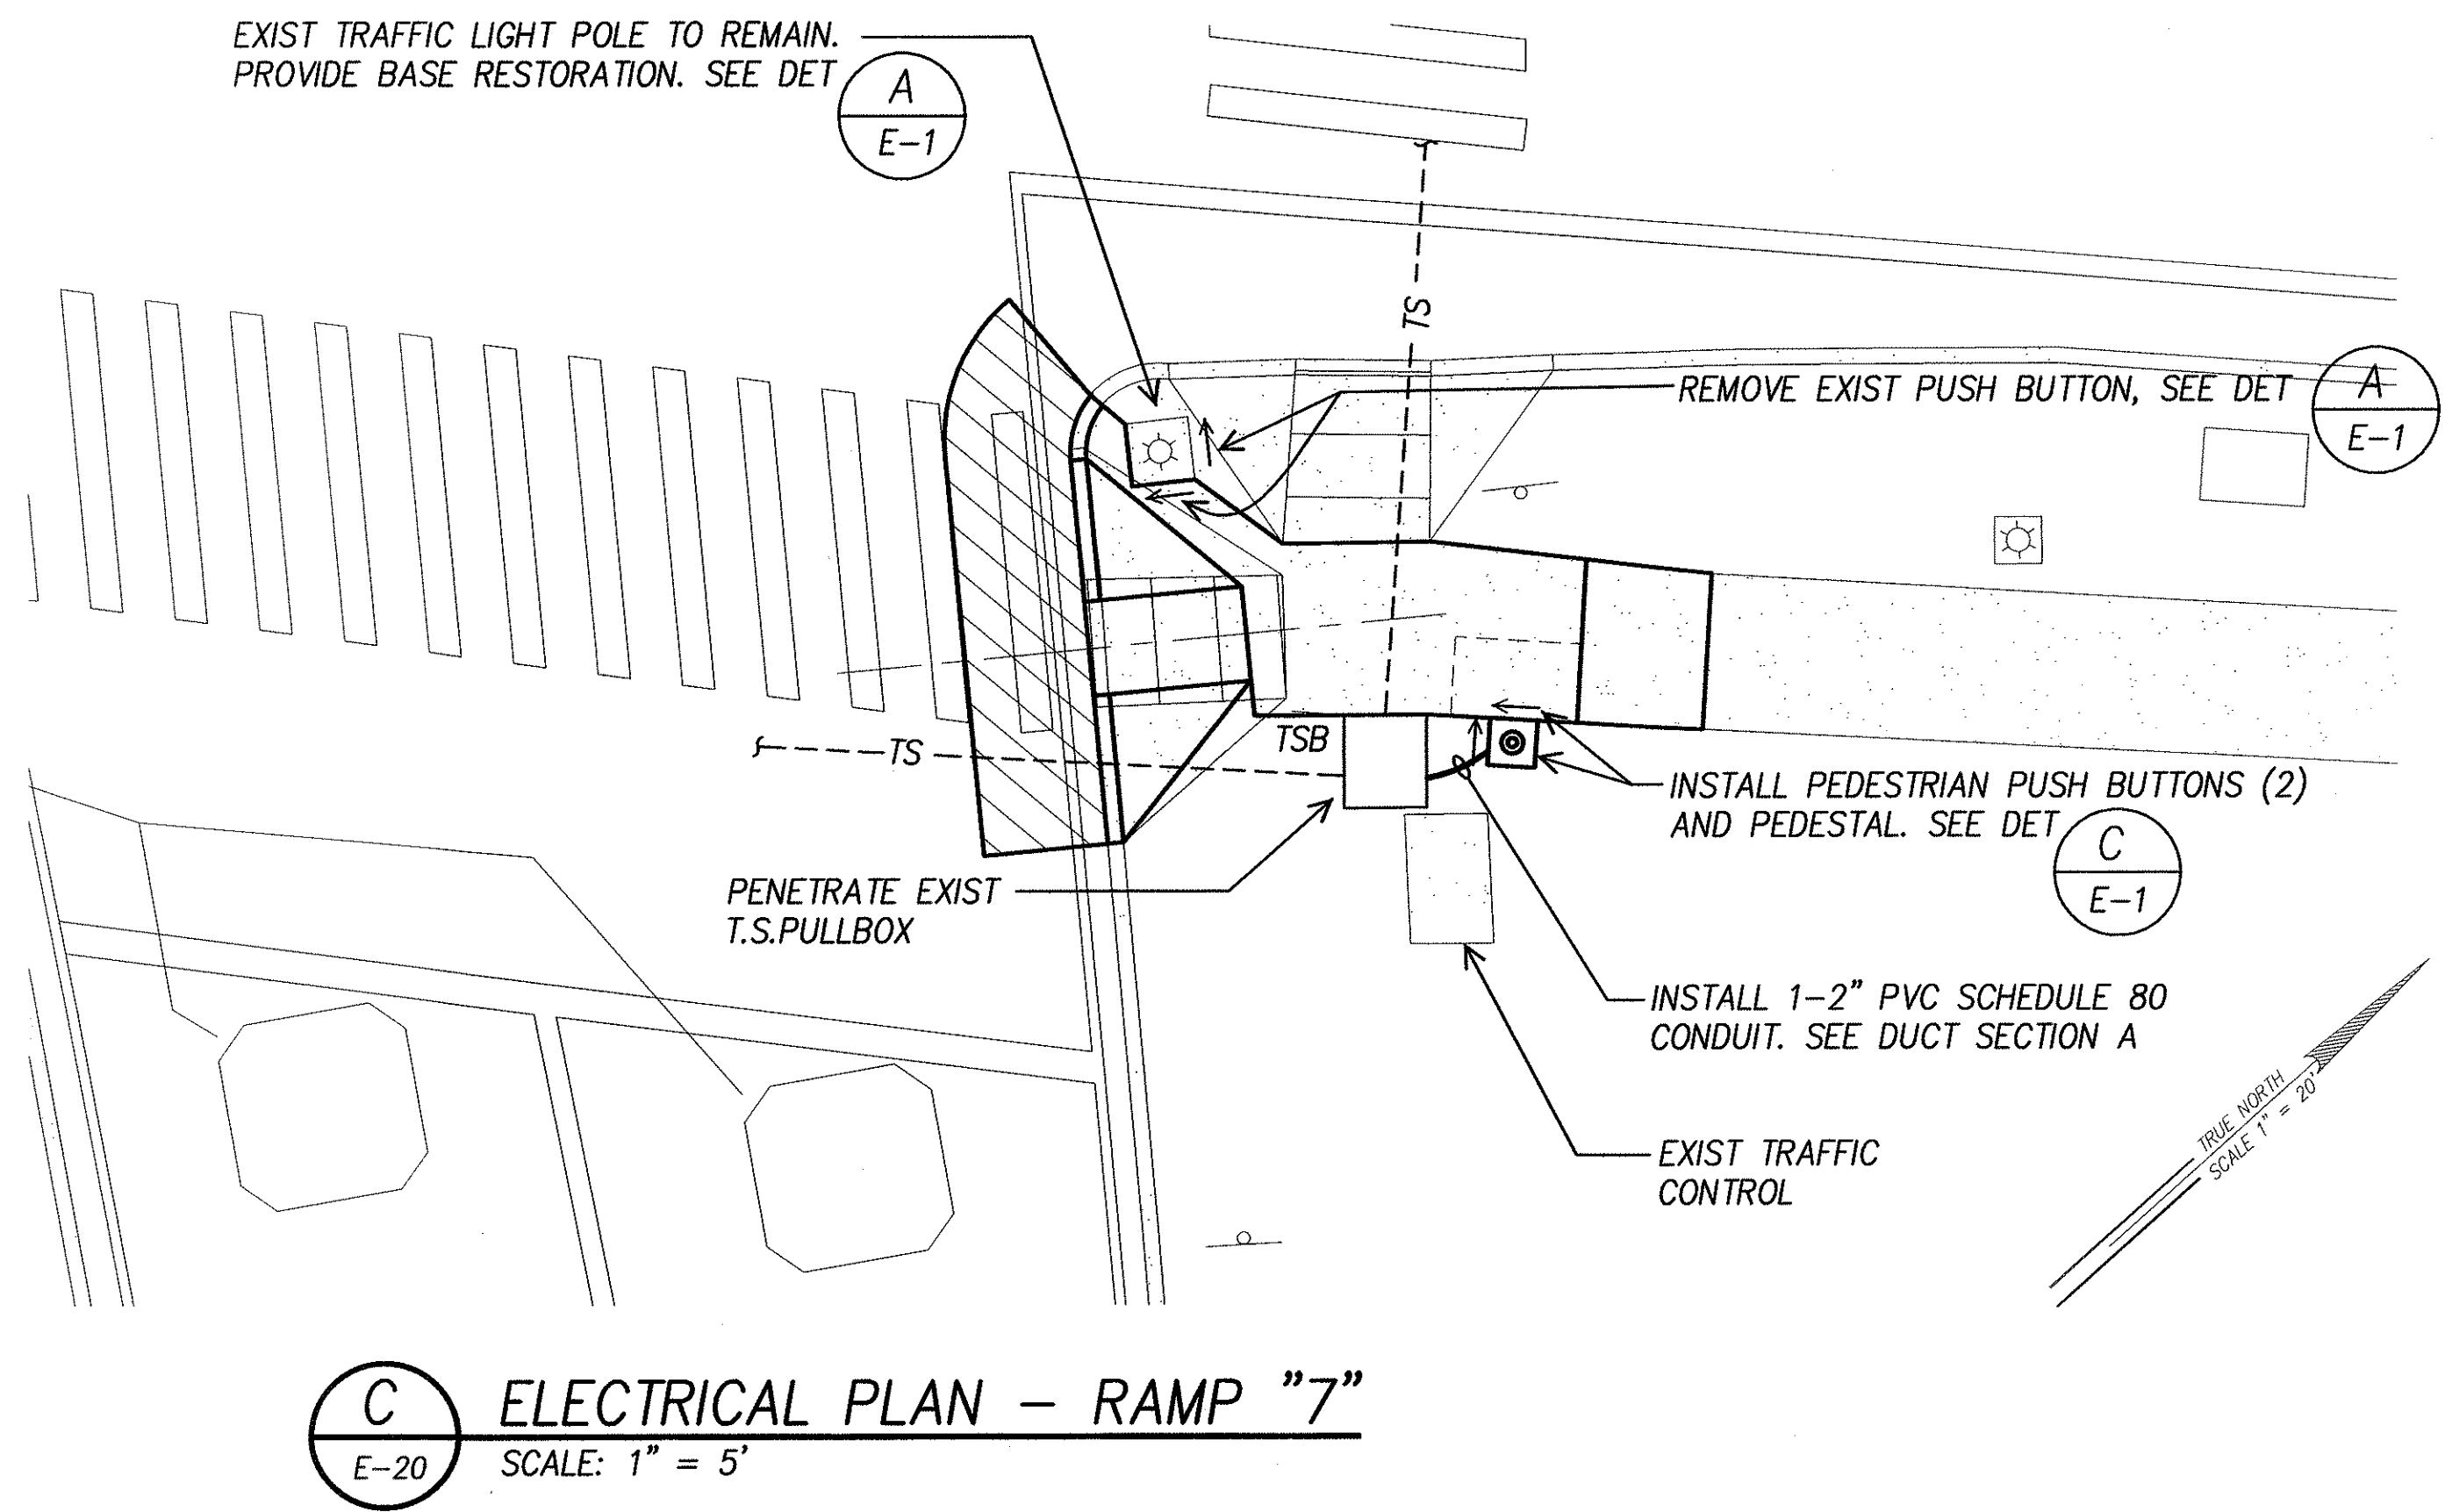 EXIST TRAFFIC LIGHT POLE TO REMAIN.
PROVIDE BASE RESTORATION. SEE DET
A
E-1
TS
REMOVE EXIST PUSH BUTTON, SEE DET
A
E-1
TSB
TS
INSTALL PEDESTRIAN PUSH BUTTONS (2)
AND PEDESTAL. SEE DET
C
E-1
PENETRATE EXIST
T.S.PULLBOX
INSTALL 1-2" PVC SCHEDULE 80
CONDUIT. SEE DUCT SECTION A
EXIST TRAFFIC
CONTROL
TRUE NORTH
SCALE 1" = 20'
C
E-20
ELECTRICAL PLAN - RAMP "7"
SCALE: 1" = 5'